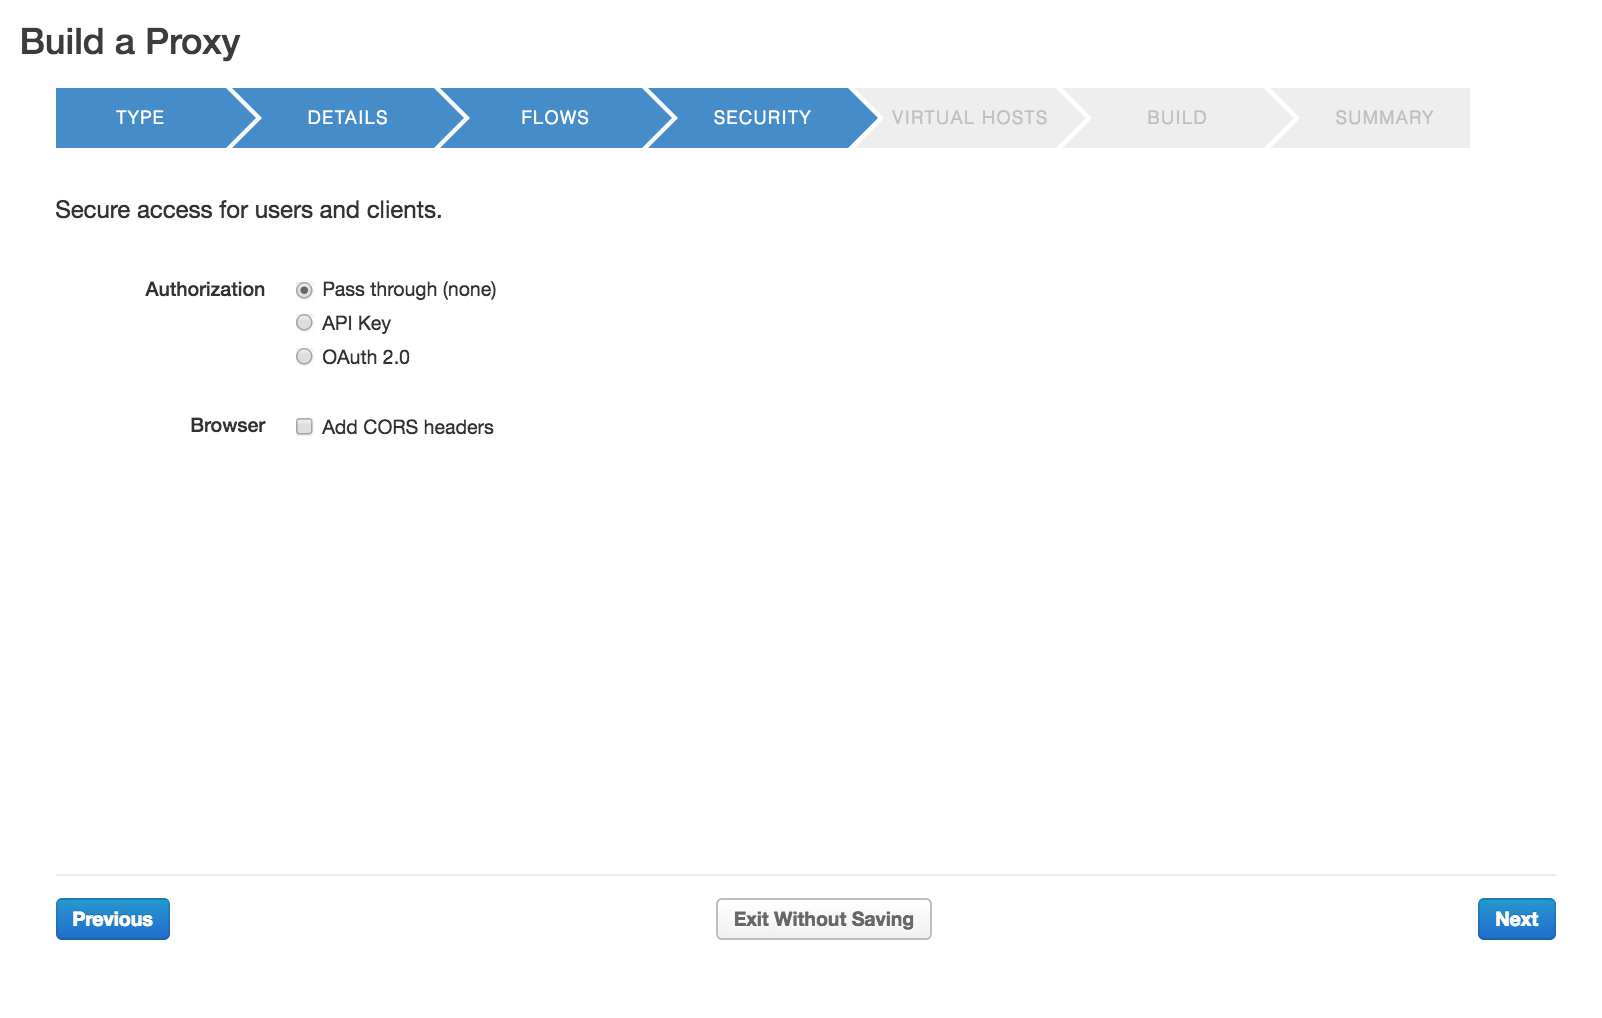 Build a Proxy
TYPE DETAILS FLOWS SECURITY VIRTUAL HOSTS BUILD SUMMARY
Secure access for users and clients.
Authorization Pass through (none)
API Key
OAuth 2.0
Browser Add CORS headers
Previous Exit Without Saving Next